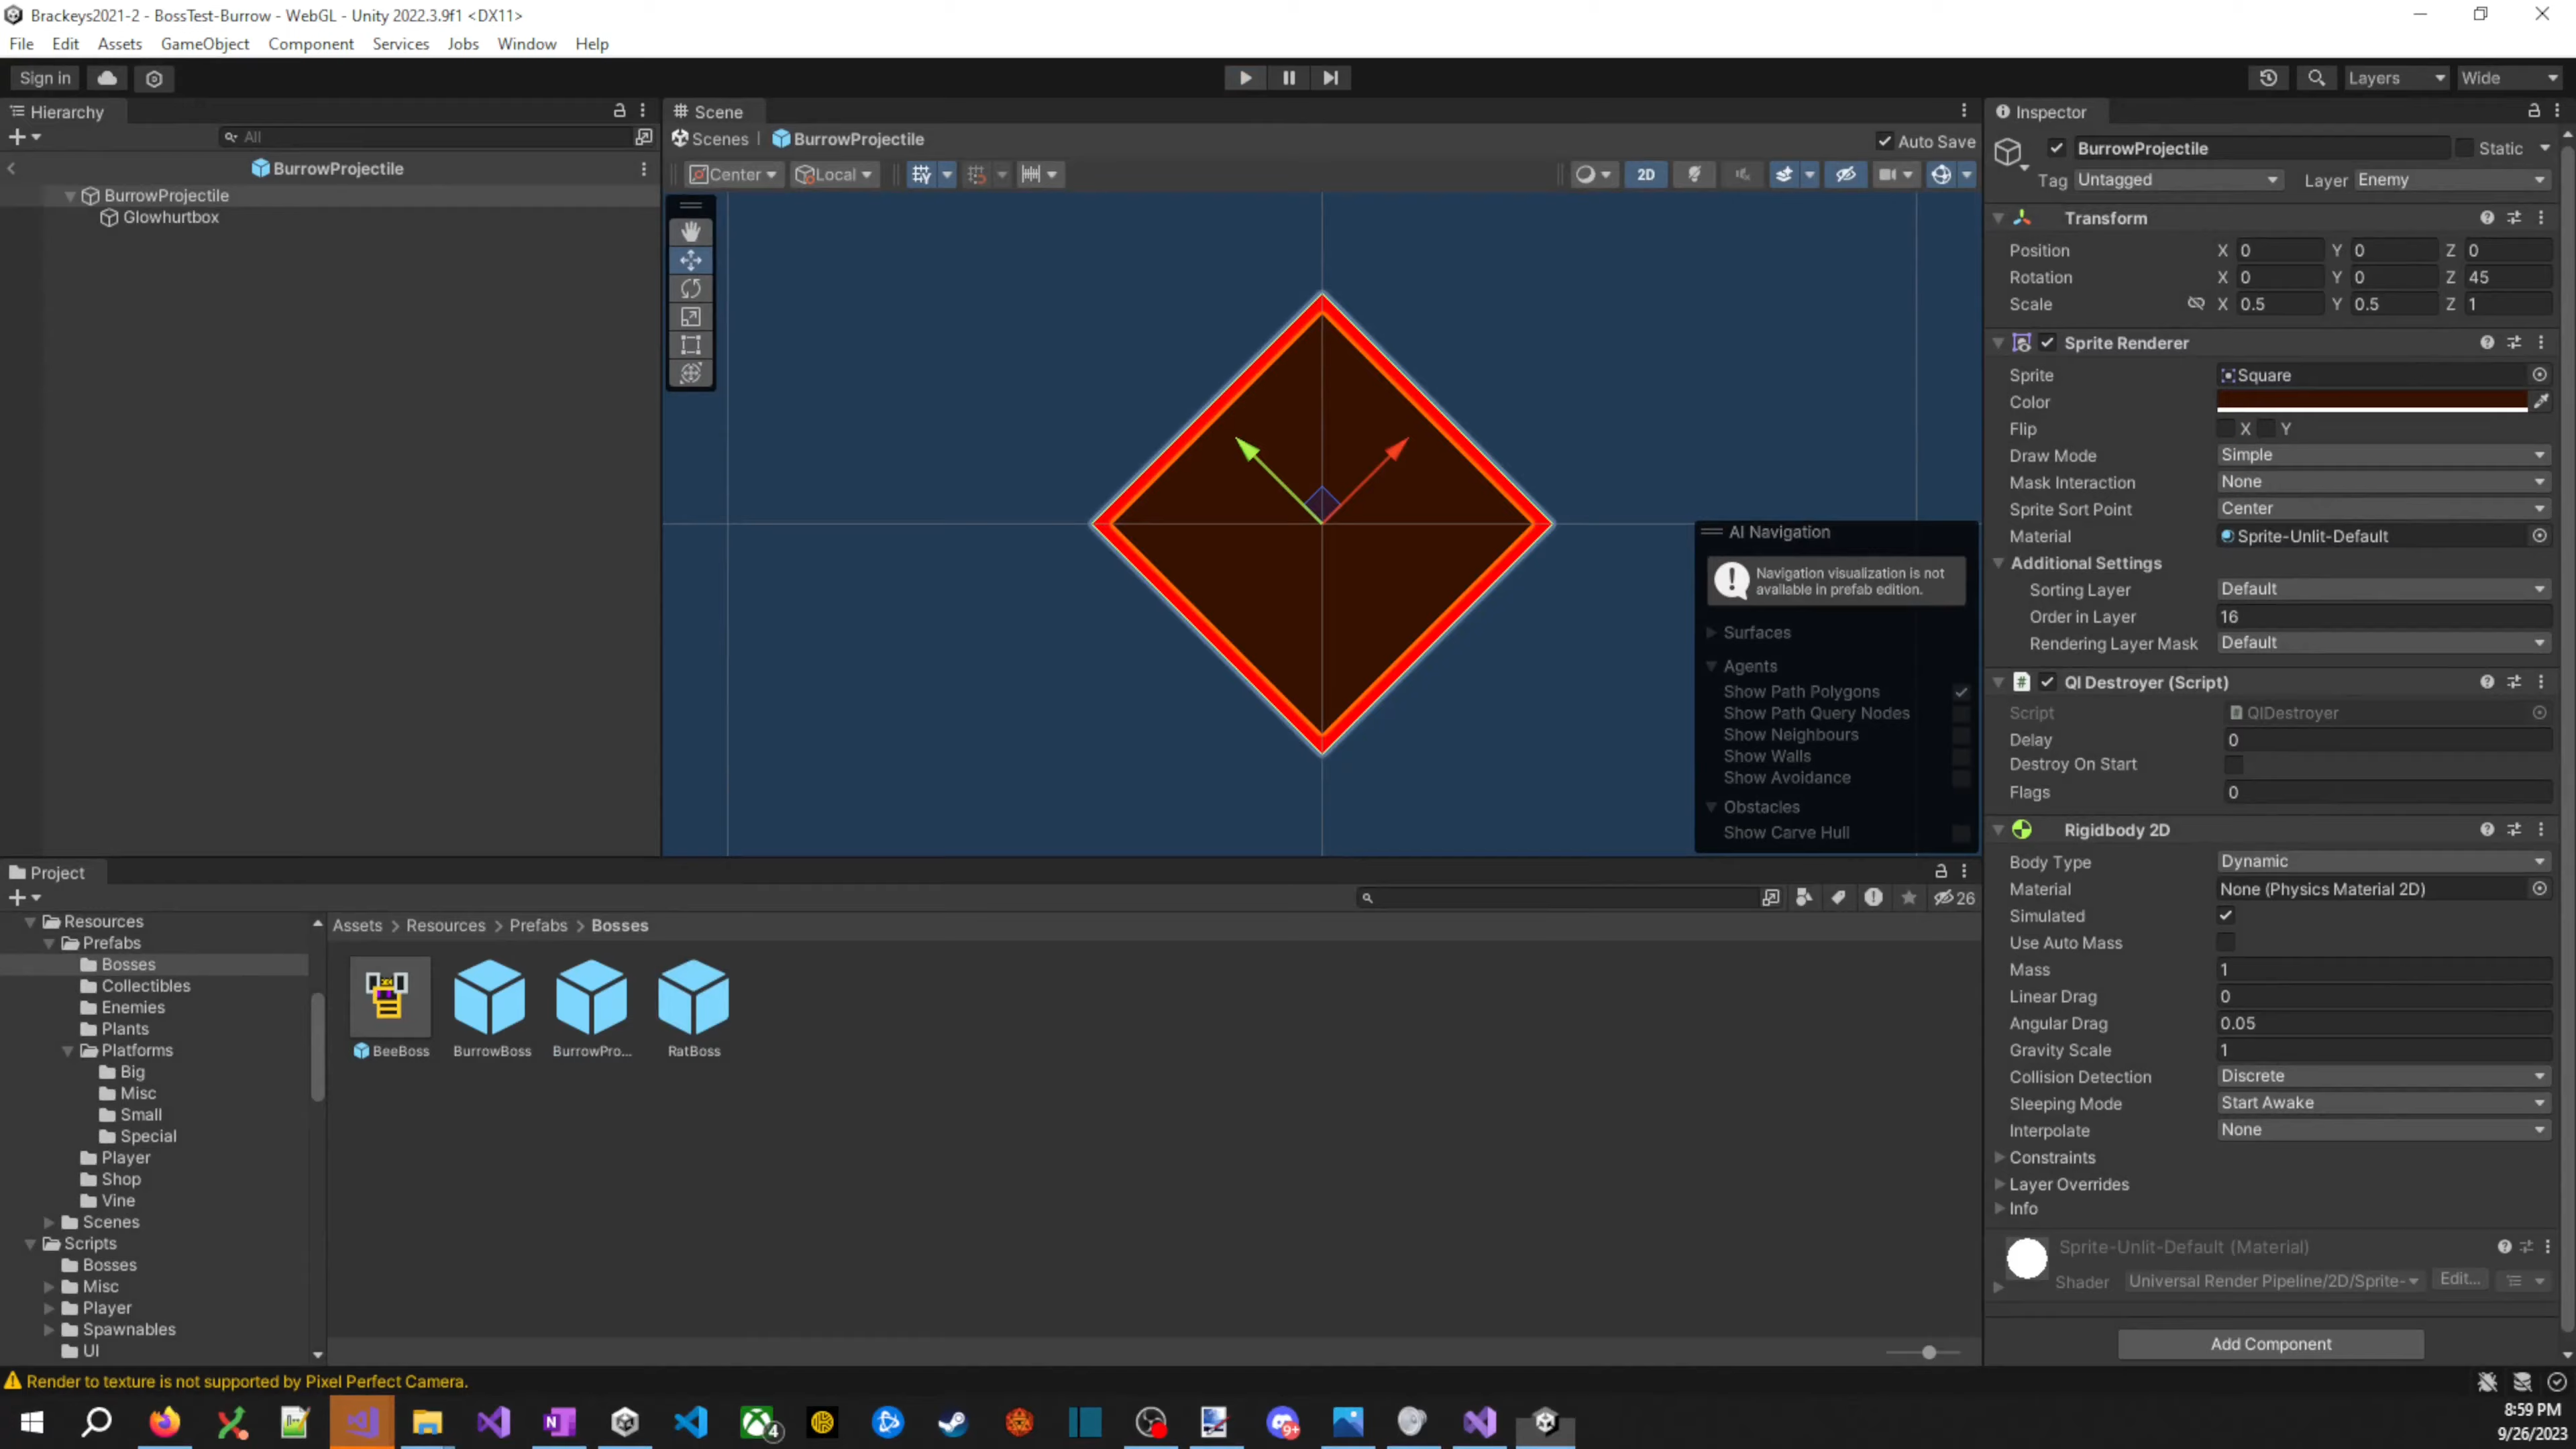 Brackeys2021-2 - BossTest-Burrow - WebGL - Unity 2022.3.9f1 <DX11>
File Edit Assets GameObject Component Services Jobs Window Help
Sign in
Layers
Wide
Hierarchy
All
BurrowProjectile
BurrowProjectile
Glowhurtbox
Scene
Scenes | BurrowProjectile
Auto Save
Center
Local
2D
AI Navigation
Navigation visualization is not
available in prefab edition.
Surfaces
Agents
Show Path Polygons
Show Path Query Nodes
Show Neighbours
Show Walls
Show Avoidance
Obstacles
Show Carve Hull
Inspector
BurrowProjectile
Static
Tag Untagged Layer Enemy
Transform
Position X 0 Y 0 Z 0
Rotation X 0 Y 0 Z 45
Scale X 0.5 Y 0.5 Z 1
Sprite Renderer
Sprite Square
Color
Flip X Y
Draw Mode Simple
Mask Interaction None
Sprite Sort Point Center
Material Sprite-Unlit-Default
Additional Settings
Sorting Layer Default
Order in Layer 16
Rendering Layer Mask Default
QI Destroyer (Script)
Script QIDestroyer
Delay 0
Destroy On Start
Flags 0
Rigidbody 2D
Body Type Dynamic
Material None (Physics Material 2D)
Simulated
Use Auto Mass
Mass 1
Linear Drag 0
Angular Drag 0.05
Gravity Scale 1
Collision Detection Discrete
Sleeping Mode Start Awake
Interpolate None
Constraints
Layer Overrides
Info
Sprite-Unlit-Default (Material)
Shader Universal Render Pipeline/2D/Sprite- Edit...
Add Component
Project
26
Resources
Prefabs
Bosses
Collectibles
Enemies
Plants
Platforms
Big
Misc
Small
Special
Player
Shop
Vine
Scenes
Scripts
Bosses
Misc
Player
Spawnables
UI
Assets > Resources > Prefabs > Bosses
BeeBoss
BurrowBoss
BurrowPro...
RatBoss
Render to texture is not supported by Pixel Perfect Camera.
4
9+
8:59 PM
9/26/2023